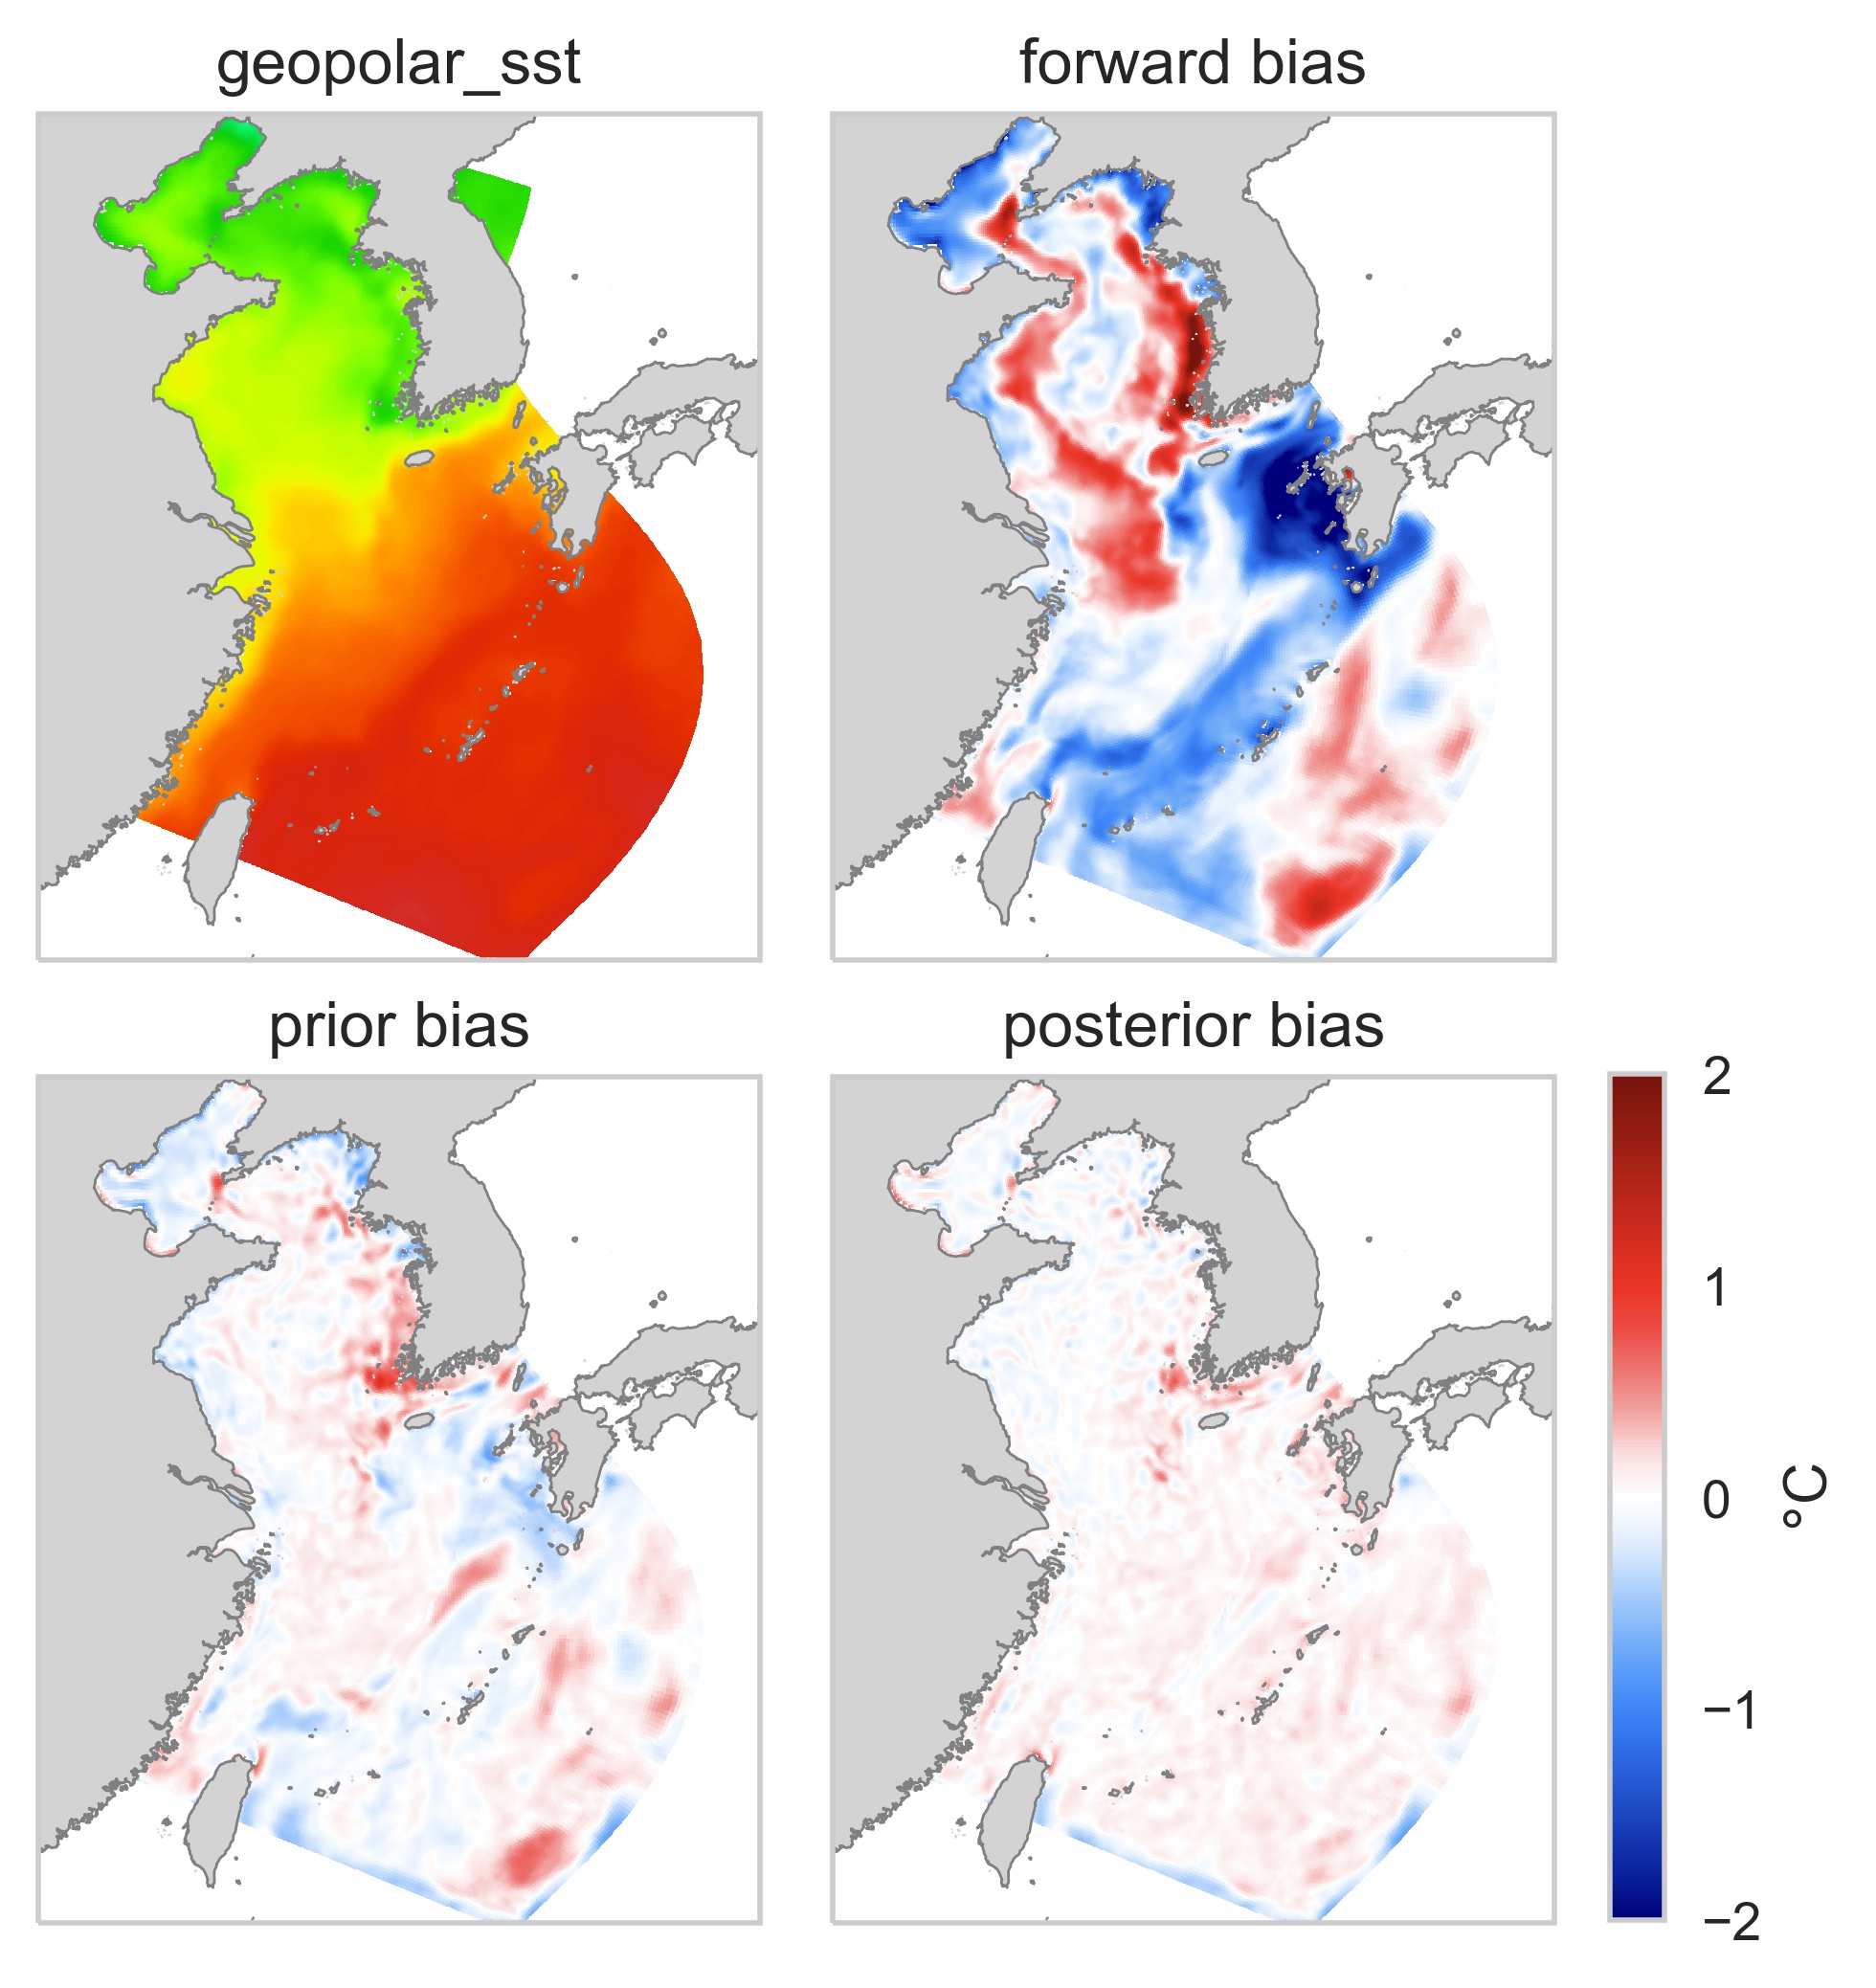 geopolar_sst
forward bias
prior bias
posterior bias
2
1
0
−1
−2
°C